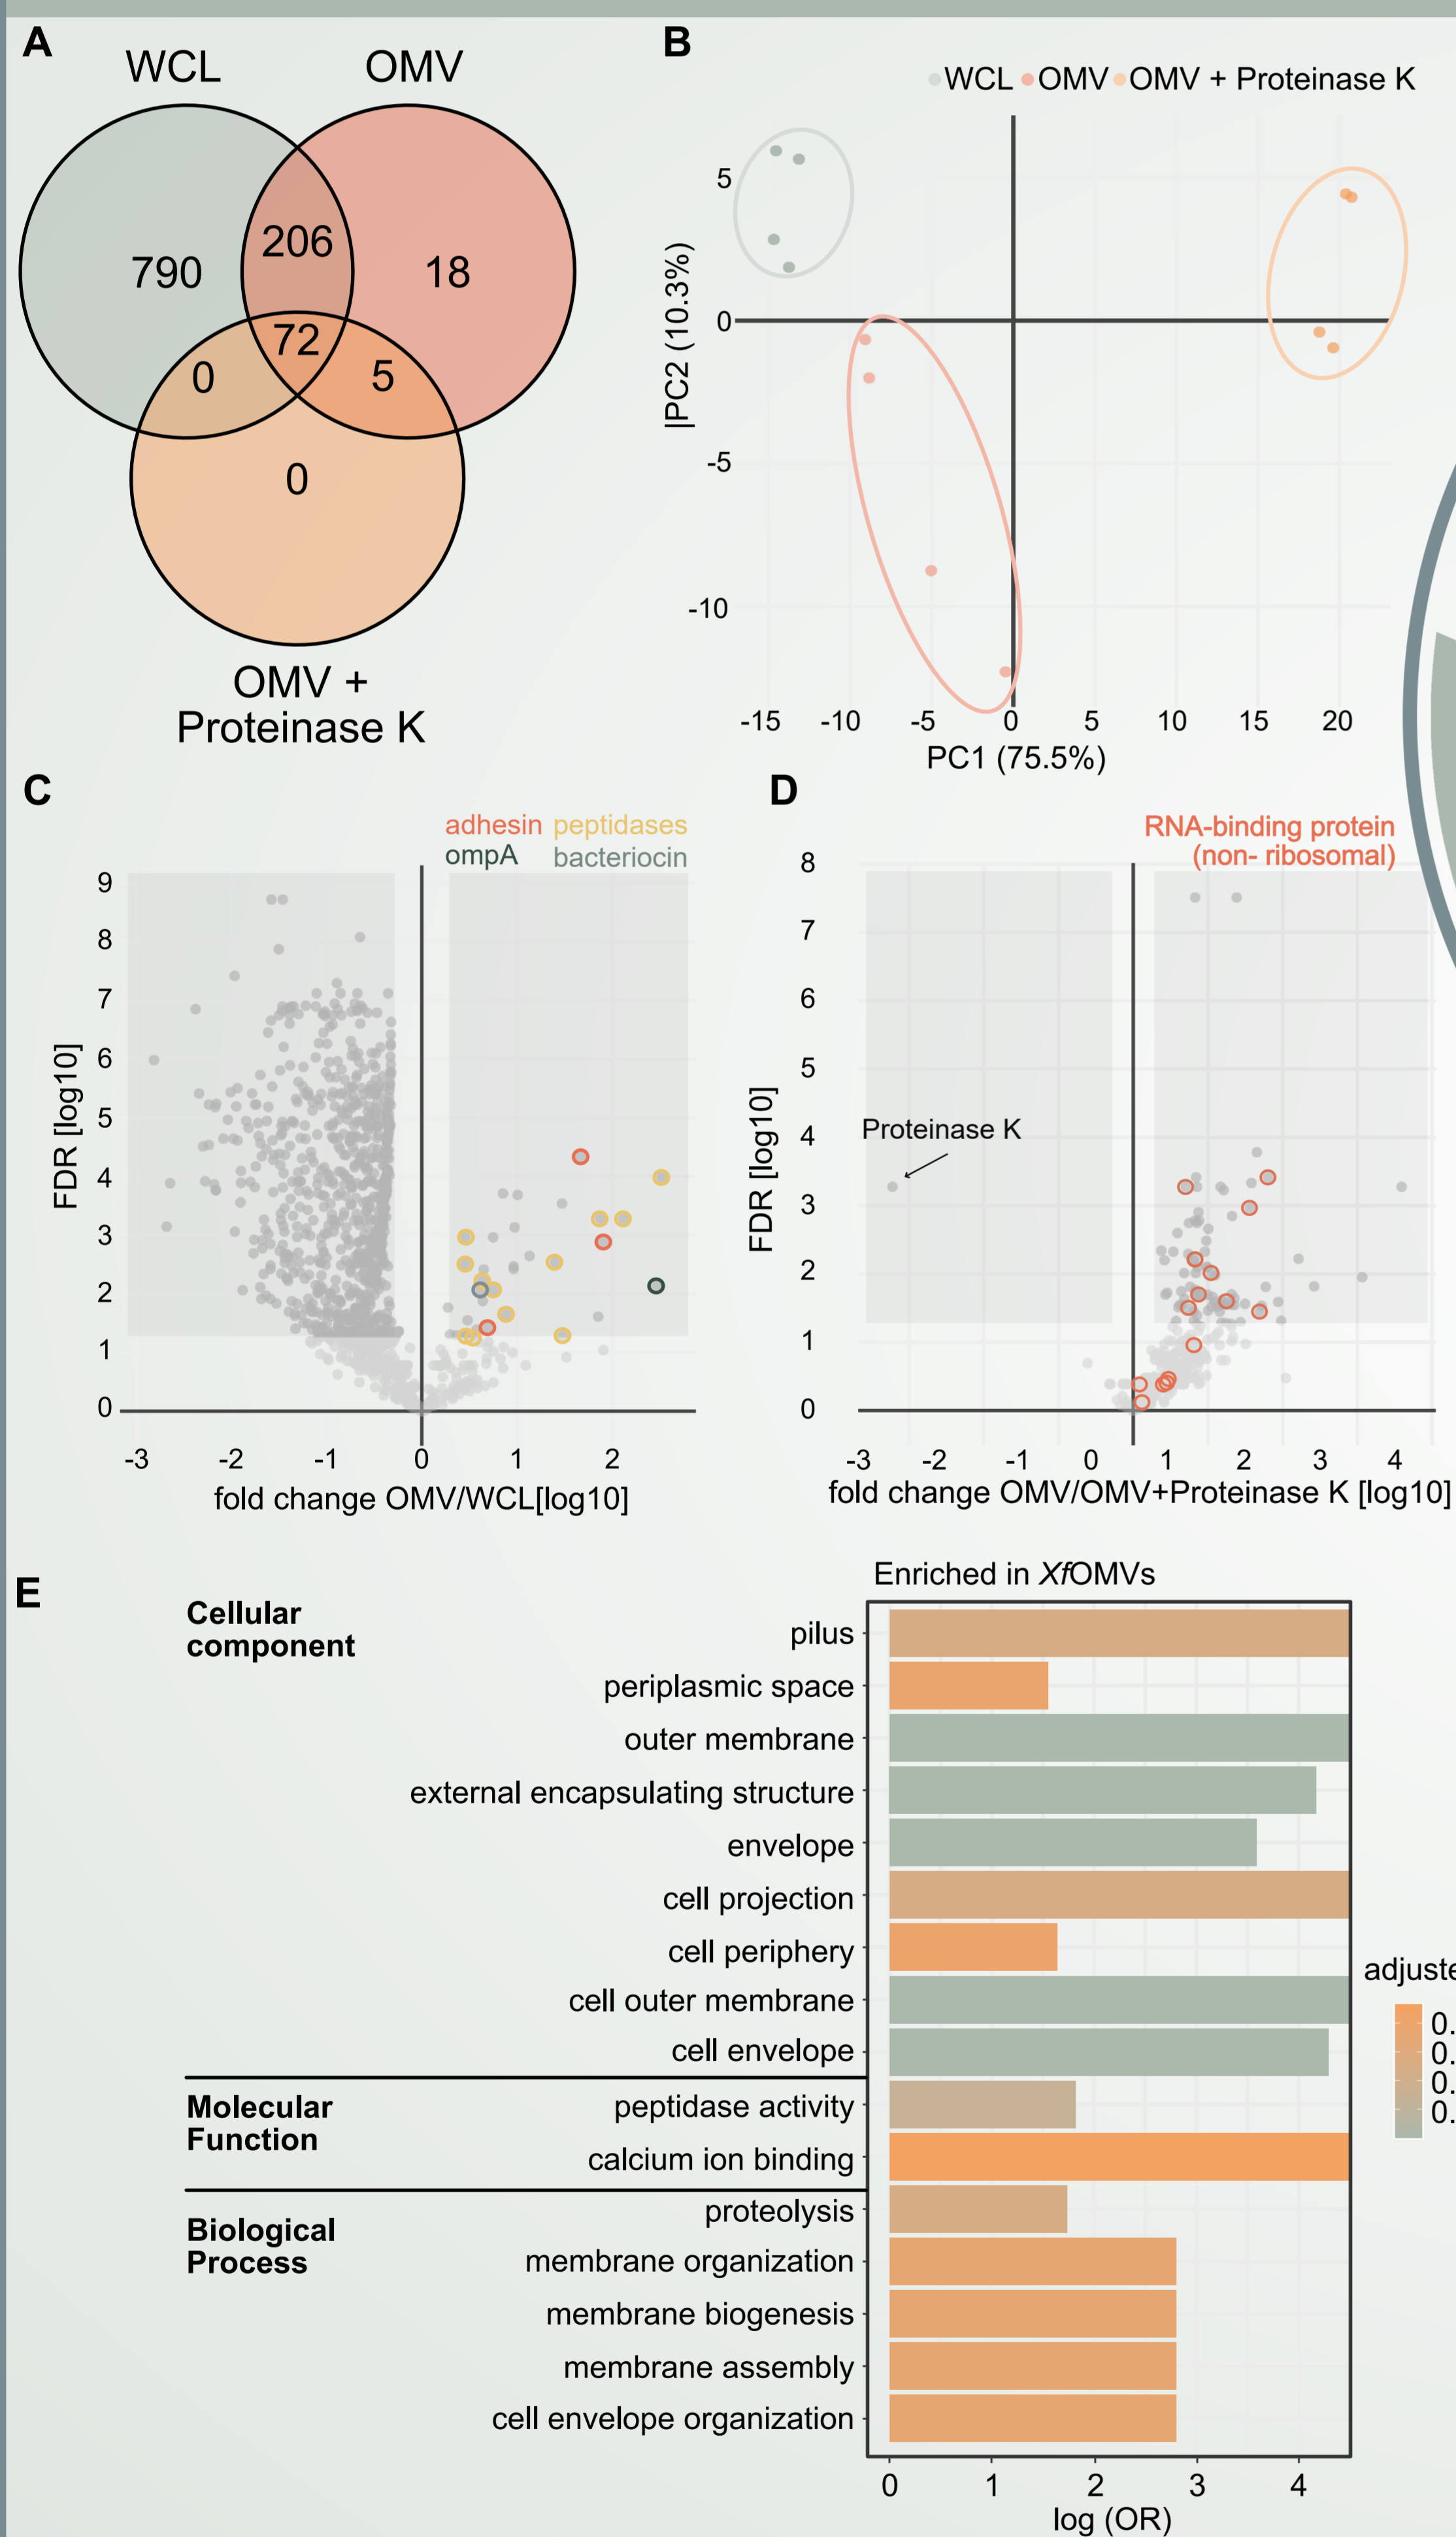 A
WCL
OMV
790
206
18
72
0
5
0
OMV +
Proteinase K
B
WCL OMV OMV + Proteinase K
|PC2 (10.3%)
5
0
-5
-10
-15 -10 -5 0 5 10 15 20
PC1 (75.5%)
C
adhesin peptidases
ompA bacteriocin
FDR [log10]
9
8
7
6
5
4
3
2
1
0
-3 -2 -1 0 1 2
fold change OMV/WCL[log10]
D
RNA-binding protein
(non- ribosomal)
FDR [log10]
8
7
6
5
4
3
2
1
0
Proteinase K
-3 -2 -1 0 1 2 3 4
fold change OMV/OMV+Proteinase K [log10]
E
Enriched in XfOMVs
Cellular
component
pilus
periplasmic space
outer membrane
external encapsulating structure
envelope
cell projection
cell periphery
cell outer membrane
cell envelope
Molecular
Function
peptidase activity
calcium ion binding
Biological
Process
proteolysis
membrane organization
membrane biogenesis
membrane assembly
cell envelope organization
0 1 2 3 4
log (OR)
adjuste
0.
0.
0.
0.